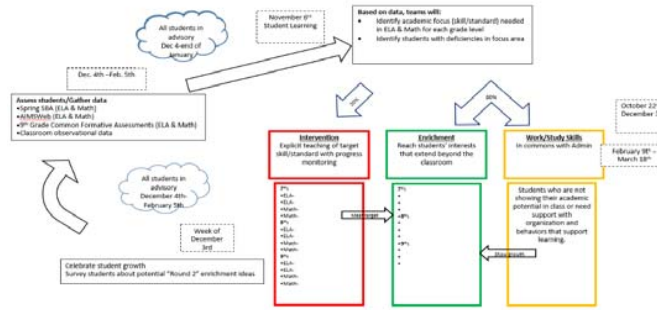 All students in
advisory
Dec 4-end of
January
November 6th
Student Learning
Based on data, teams will:
• Identify academic focus (skill/standard) needed
in ELA & Math for each grade level
• Identify students with deficiencies in focus area
Dec. 4th -Feb. 5th
Assess students/Gather data
•Spring SBA (ELA & Math)
•AIMSWeb (ELA & Math)
•9th Grade Common Formative Assessments (ELA & Math)
•Classroom observational data
All students in
advisory
December 4th-
February 5th
Week of
December
3rd
Celebrate student growth
Survey students about potential "Round 2" enrichment ideas
Intervention
Explicit teaching of target
skill/standard with progress
monitoring
7th:
•ELA-
•ELA-
•Math-
•Math-
8th:
•ELA-
•ELA-
•Math-
•Math-
9th:
•ELA-
•ELA-
•Math-
•Math-
Enrichment
Reach students' interests
that extend beyond the
classroom
7th:
•8th:
•9th:
Show growth
Work/Study Skills
In commons with Admin
Students who are not
showing their academic
potential in class or need
support with
organization and
behaviors that support
learning.
October 22
December
February 9th –
March 18th